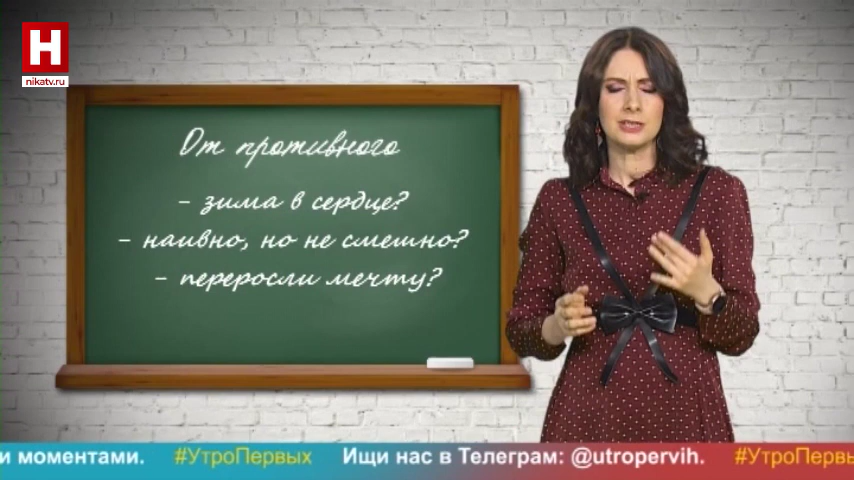 Н
nikatv.ru
От противного
- зима в сердце?
- наивно, но не смешно?
- переросли мечту?
и моментами. #УтроПервых Ищи нас в Телеграм: @utropervih. #УтроПервы